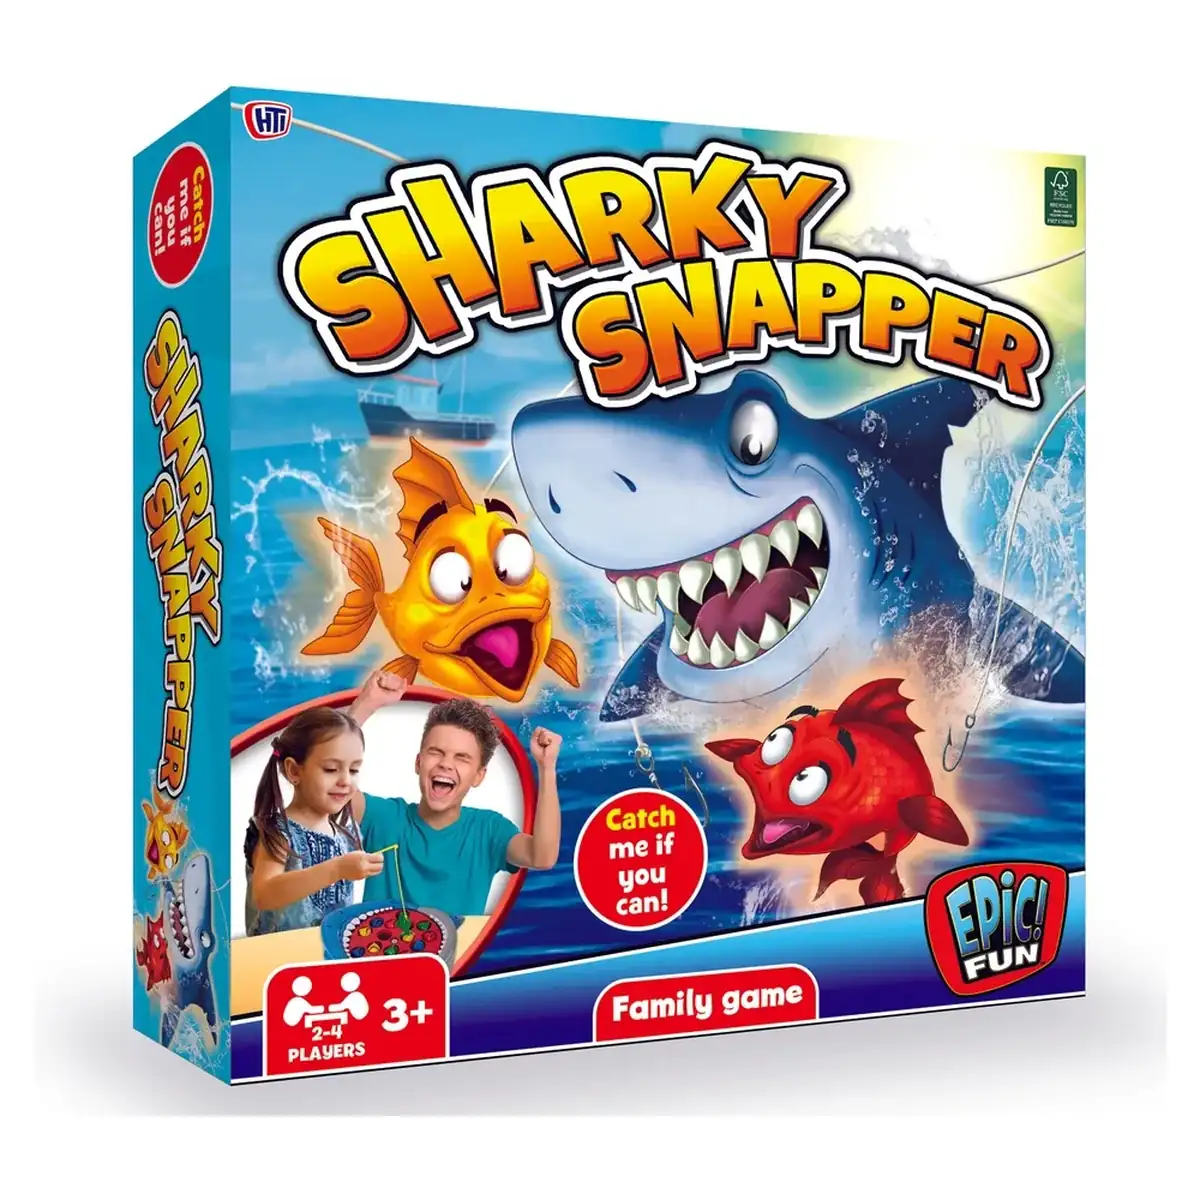 HTI
SHARKY
SNAPPER
FSC
Catch
me if
you
can!
SHARKY
SNAPPER
Catch
me if
you
can!
EPIC!
FUN
Family game
2-4
PLAYERS
3+